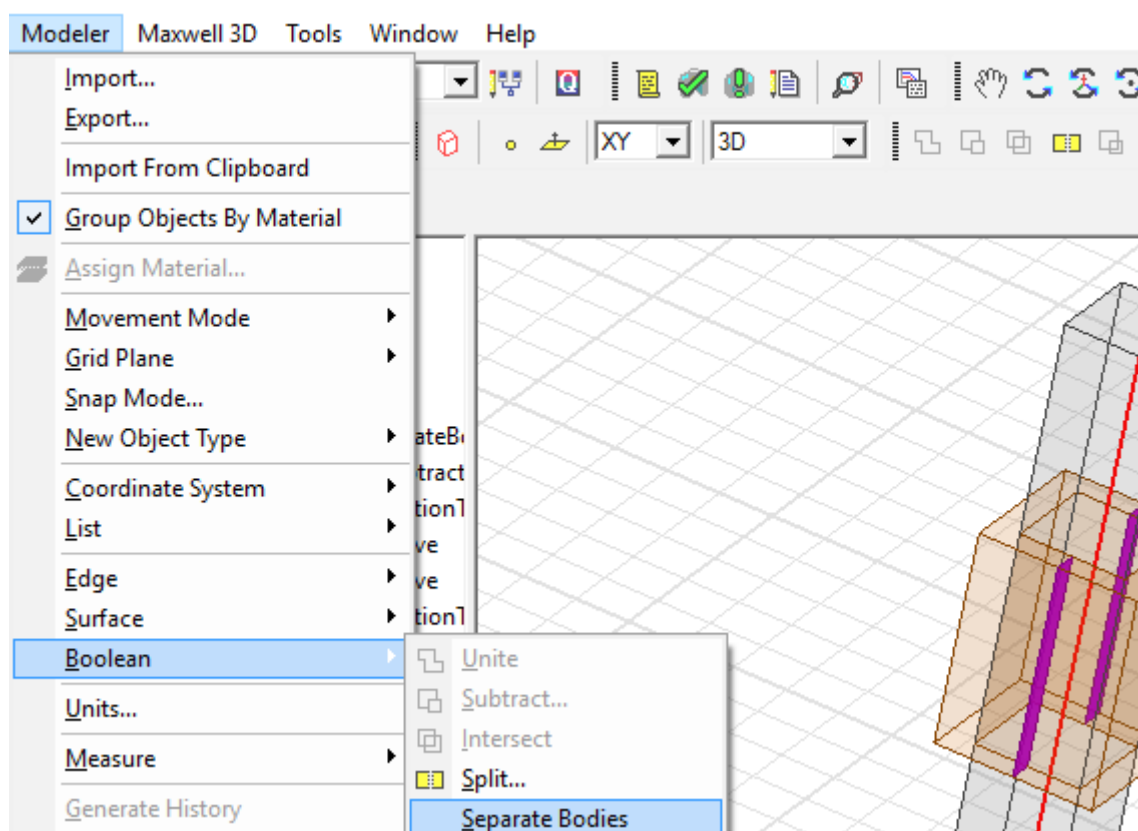 Modeler Maxwell 3D Tools Window Help
Import...
Export...
XY 3D
Import From Clipboard
Group Objects By Material
Assign Material...
Movement Mode
Grid Plane
Snap Mode...
New Object Type
Coordinate System
List
Edge
Surface
Boolean
Unite
Units...
Subtract...
Intersect
Measure
Split...
Generate History
Separate Bodies